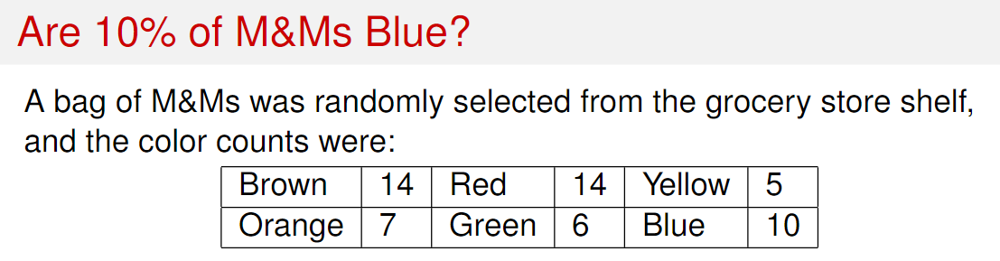 Are 10% of M&Ms Blue?
A bag of M&Ms was randomly selected from the grocery store shelf,
and the color counts were:
Brown 14 Red 14 Yellow 5
Orange 7 Green 6 Blue 10